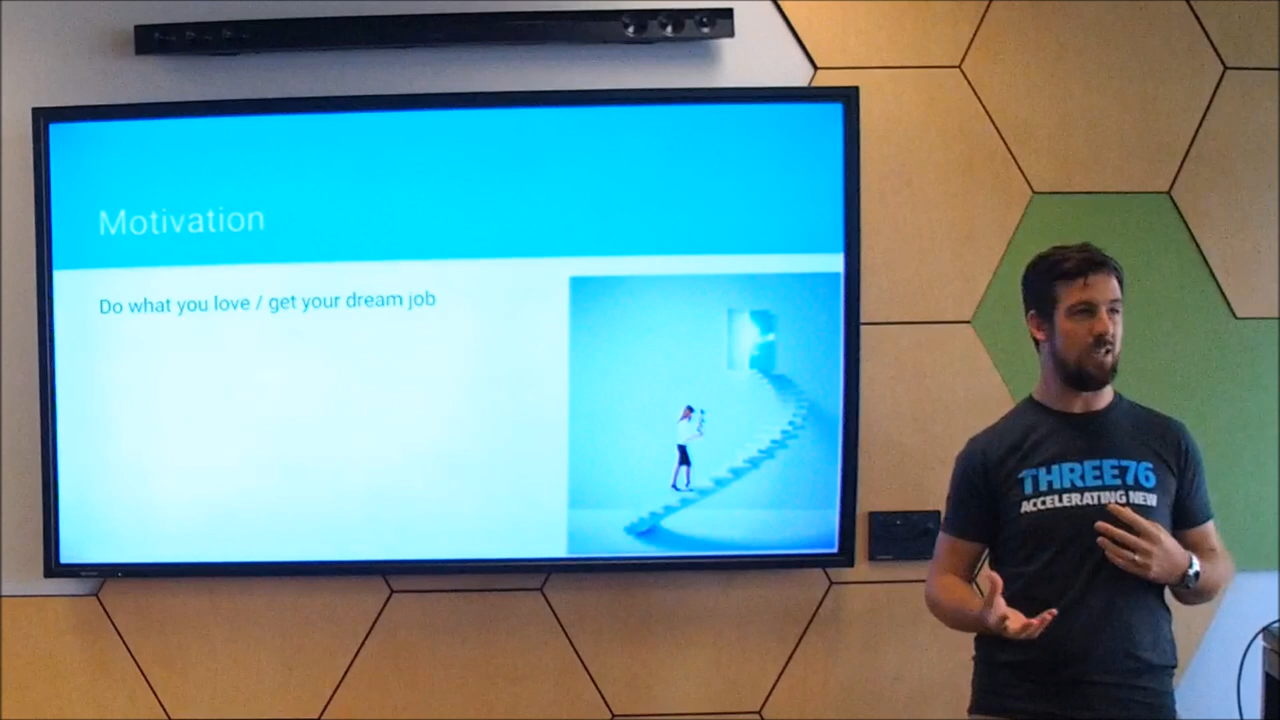 Motivation
Do what you love / get your dream job
THREE76
ACCELERATING NEW